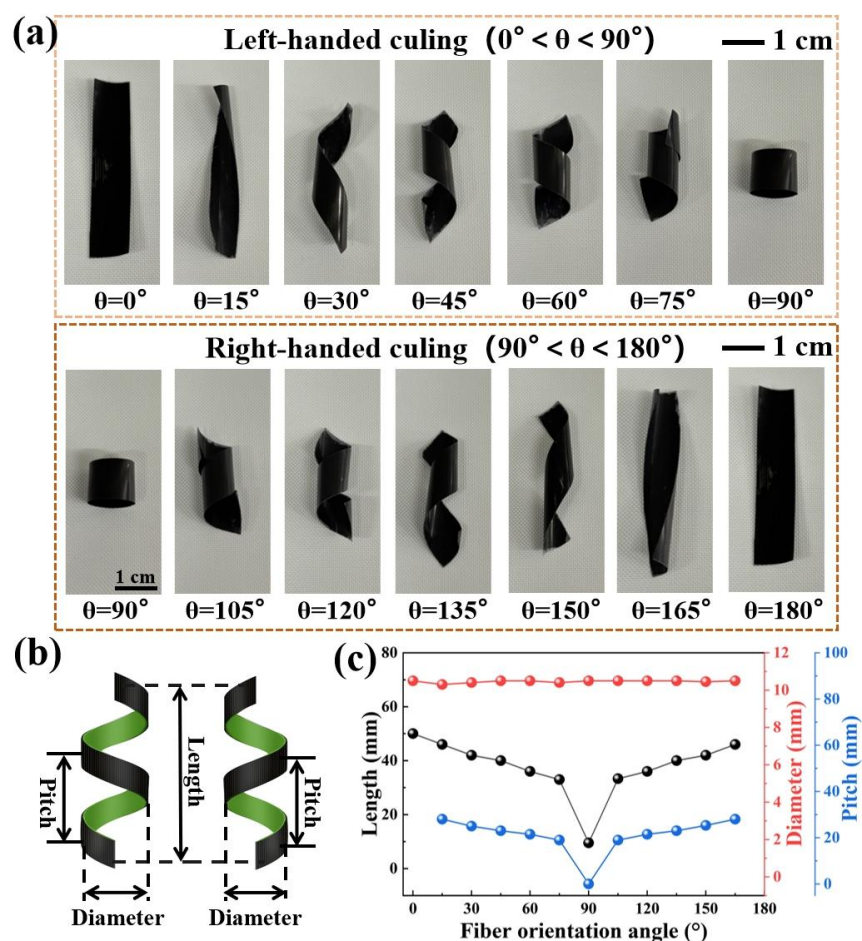 (a)
Left-handed culing (0° < θ < 90°) 1 cm
θ=0° θ=15° θ=30° θ=45° θ=60° θ=75° θ=90°
Right-handed culing (90° < θ < 180°) 1 cm
1 cm
θ=90° θ=105° θ=120° θ=135° θ=150° θ=165° θ=180°
(b)
Pitch
Length
Pitch
Diameter Diameter
(c)
Length (mm)
80
60
40
20
0
0 30 60 90 120 150 180
Fiber orientation angle (°)
12
10
8
6
4
2
0
Diameter (mm)
100
80
60
40
20
0
Pitch (mm)